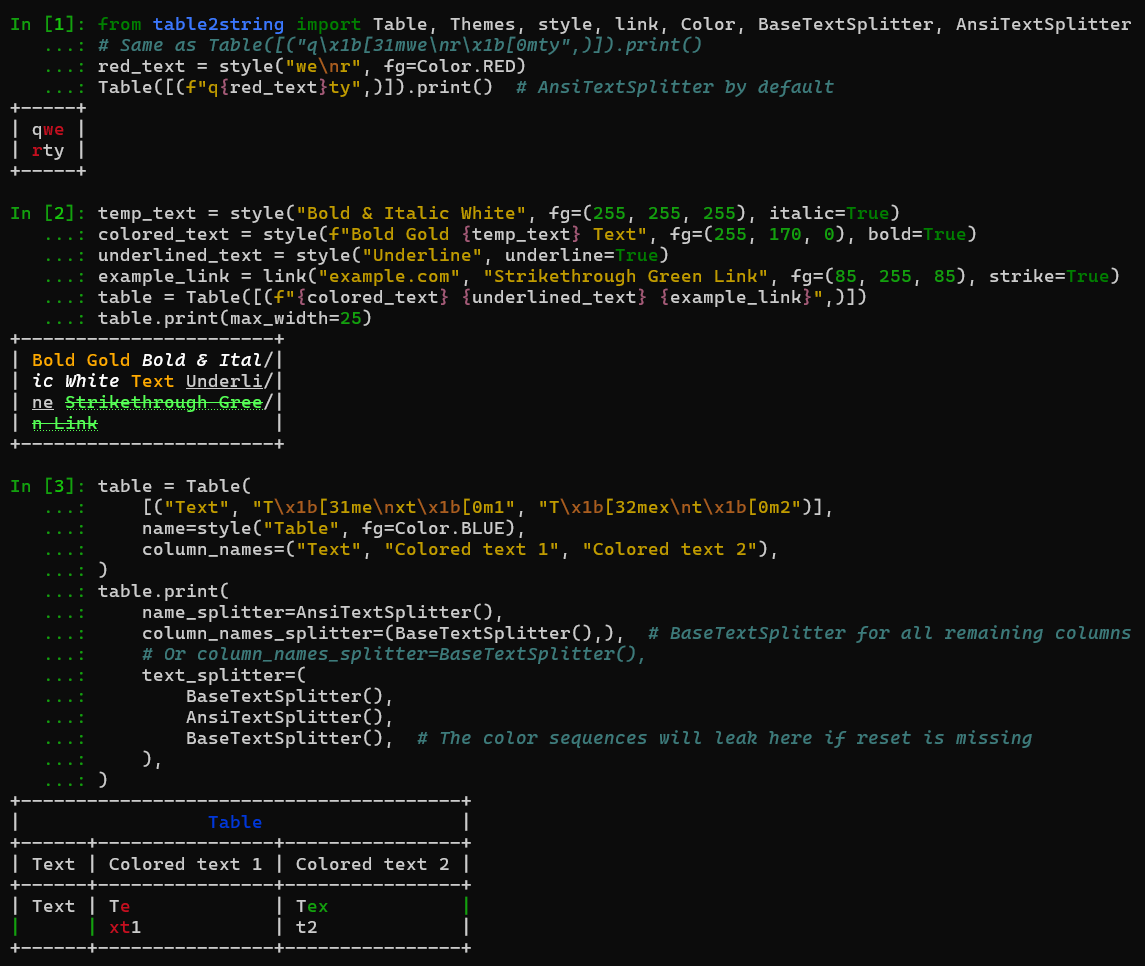 In [1]: from table2string import Table, Themes, style, link, Color, BaseTextSplitter, AnsiTextSplitter
   ...: # Same as Table([("q\x1b[31mwe\nr\x1b[0mty",)]).print()
   ...: red_text = style("we\nr", fg=Color.RED)
   ...: Table([(f"q{red_text}ty",)]).print()  # AnsiTextSplitter by default
+-----+
| qwe |
| rty |
+-----+
In [2]: temp_text = style("Bold & Italic White", fg=(255, 255, 255), italic=True)
   ...: colored_text = style(f"Bold Gold {temp_text} Text", fg=(255, 170, 0), bold=True)
   ...: underlined_text = style("Underline", underline=True)
   ...: example_link = link("example.com", "Strikethrough Green Link", fg=(85, 255, 85), strike=True)
   ...: table = Table([(f"{colored_text} {underlined_text} {example_link}",)])
   ...: table.print(max_width=25)
+-----------------------+
| Bold Gold Bold & Ital/|
| ic White Text Underli/|
| ne Strikethrough Gree/|
| n Link                |
+-----------------------+
In [3]: table = Table(
   ...:     [("Text", "T\x1b[31me\nxt\x1b[0m1", "T\x1b[32mex\nt\x1b[0m2")],
   ...:     name=style("Table", fg=Color.BLUE),
   ...:     column_names=("Text", "Colored text 1", "Colored text 2"),
   ...: )
   ...: table.print(
   ...:     name_splitter=AnsiTextSplitter(),
   ...:     column_names_splitter=(BaseTextSplitter(),),  # BaseTextSplitter for all remaining columns
   ...:     # Or column_names_splitter=BaseTextSplitter(),
   ...:     text_splitter=(
   ...:         BaseTextSplitter(),
   ...:         AnsiTextSplitter(),
   ...:         BaseTextSplitter(),  # The color sequences will leak here if reset is missing
   ...:     ),
   ...: )
+----------------------------------------+
|                 Table                  |
+------+----------------+----------------+
| Text | Colored text 1 | Colored text 2 |
+------+----------------+----------------+
| Text | Te             | Tex            |
|      | xt1            | t2             |
+------+----------------+----------------+